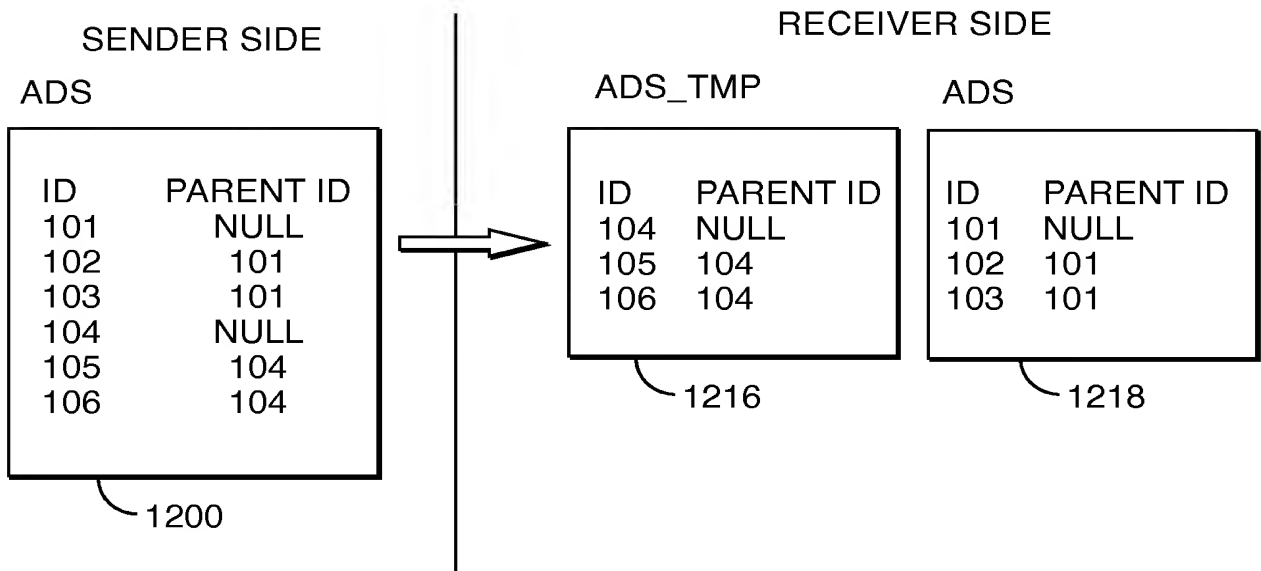 SENDER SIDE
ADS
ID PARENT ID
101 NULL
102 101
103 101
104 NULL
105 104
106 104
1200
RECEIVER SIDE
ADS_TMP
ID PARENT ID
104 NULL
105 104
106 104
1216
ADS
ID PARENT ID
101 NULL
102 101
103 101
1218